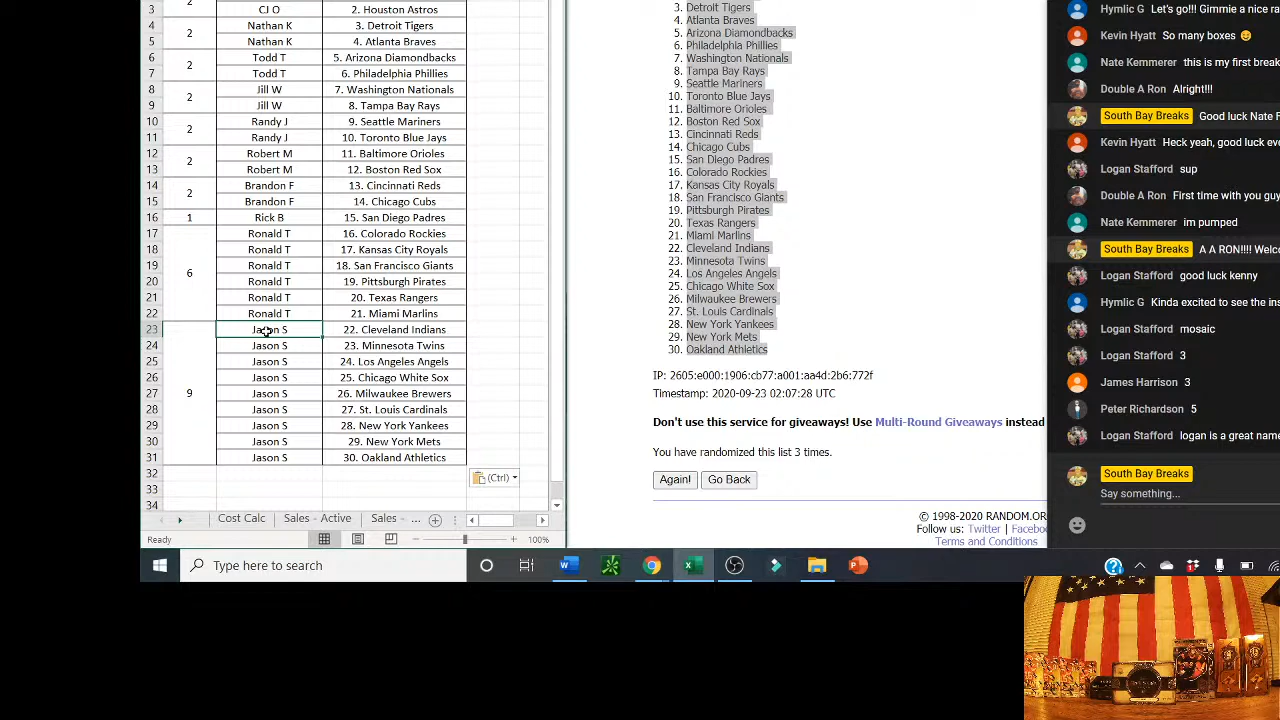 2
3 CJ O 2. Houston Astros
4 Nathan K 3. Detroit Tigers
2
5 Nathan K 4. Atlanta Braves
6 Todd T 5. Arizona Diamondbacks
2
7 Todd T 6. Philadelphia Phillies
8 Jill W 7. Washington Nationals
2
9 Jill W 8. Tampa Bay Rays
10 Randy J 9. Seattle Mariners
2
11 Randy J 10. Toronto Blue Jays
12 Robert M 11. Baltimore Orioles
2
13 Robert M 12. Boston Red Sox
14 Brandon F 13. Cincinnati Reds
2
15 Brandon F 14. Chicago Cubs
16 1 Rick B 15. San Diego Padres
17 Ronald T 16. Colorado Rockies
18 Ronald T 17. Kansas City Royals
19 Ronald T 18. San Francisco Giants
6
20 Ronald T 19. Pittsburgh Pirates
21 Ronald T 20. Texas Rangers
22 Ronald T 21. Miami Marlins
23 Jason S 22. Cleveland Indians
24 Jason S 23. Minnesota Twins
25 Jason S 24. Los Angeles Angels
26 Jason S 25. Chicago White Sox
27 9 Jason S 26. Milwaukee Brewers
28 Jason S 27. St. Louis Cardinals
29 Jason S 28. New York Yankees
30 Jason S 29. New York Mets
31 Jason S 30. Oakland Athletics
32
33
34
(Ctrl)
Cost Calc Sales - Active Sales - ...
Ready 100%
Type here to search
3. Detroit Tigers
4. Atlanta Braves
5. Arizona Diamondbacks
6. Philadelphia Phillies
7. Washington Nationals
8. Tampa Bay Rays
9. Seattle Mariners
10. Toronto Blue Jays
11. Baltimore Orioles
12. Boston Red Sox
13. Cincinnati Reds
14. Chicago Cubs
15. San Diego Padres
16. Colorado Rockies
17. Kansas City Royals
18. San Francisco Giants
19. Pittsburgh Pirates
20. Texas Rangers
21. Miami Marlins
22. Cleveland Indians
23. Minnesota Twins
24. Los Angeles Angels
25. Chicago White Sox
26. Milwaukee Brewers
27. St. Louis Cardinals
28. New York Yankees
29. New York Mets
30. Oakland Athletics
IP: 2605:e000:1906:cb77:a001:aa4d:2b6:772f
Timestamp: 2020-09-23 02:07:28 UTC
Don't use this service for giveaways! Use Multi-Round Giveaways instead
You have randomized this list 3 times.
Again! Go Back
© 1998-2020 RANDOM.OR
Follow us: Twitter | Faceboo
Terms and Conditions
Hymlic G Let's go!!! Gimmie a nice ra
Kevin Hyatt So many boxes
Nate Kemmerer this is my first break
Double A Ron Alright!!!
South Bay Breaks Good luck Nate F
Kevin Hyatt Heck yeah, good luck eve
Logan Stafford sup
Double A Ron First time with you guy
Nate Kemmerer im pumped
South Bay Breaks A A RON!!!! Welc
Logan Stafford good luck kenny
Hymlic G Kinda excited to see the ins
Logan Stafford mosaic
Logan Stafford 3
James Harrison 3
Peter Richardson 5
Logan Stafford logan is a great name
South Bay Breaks
Say something...